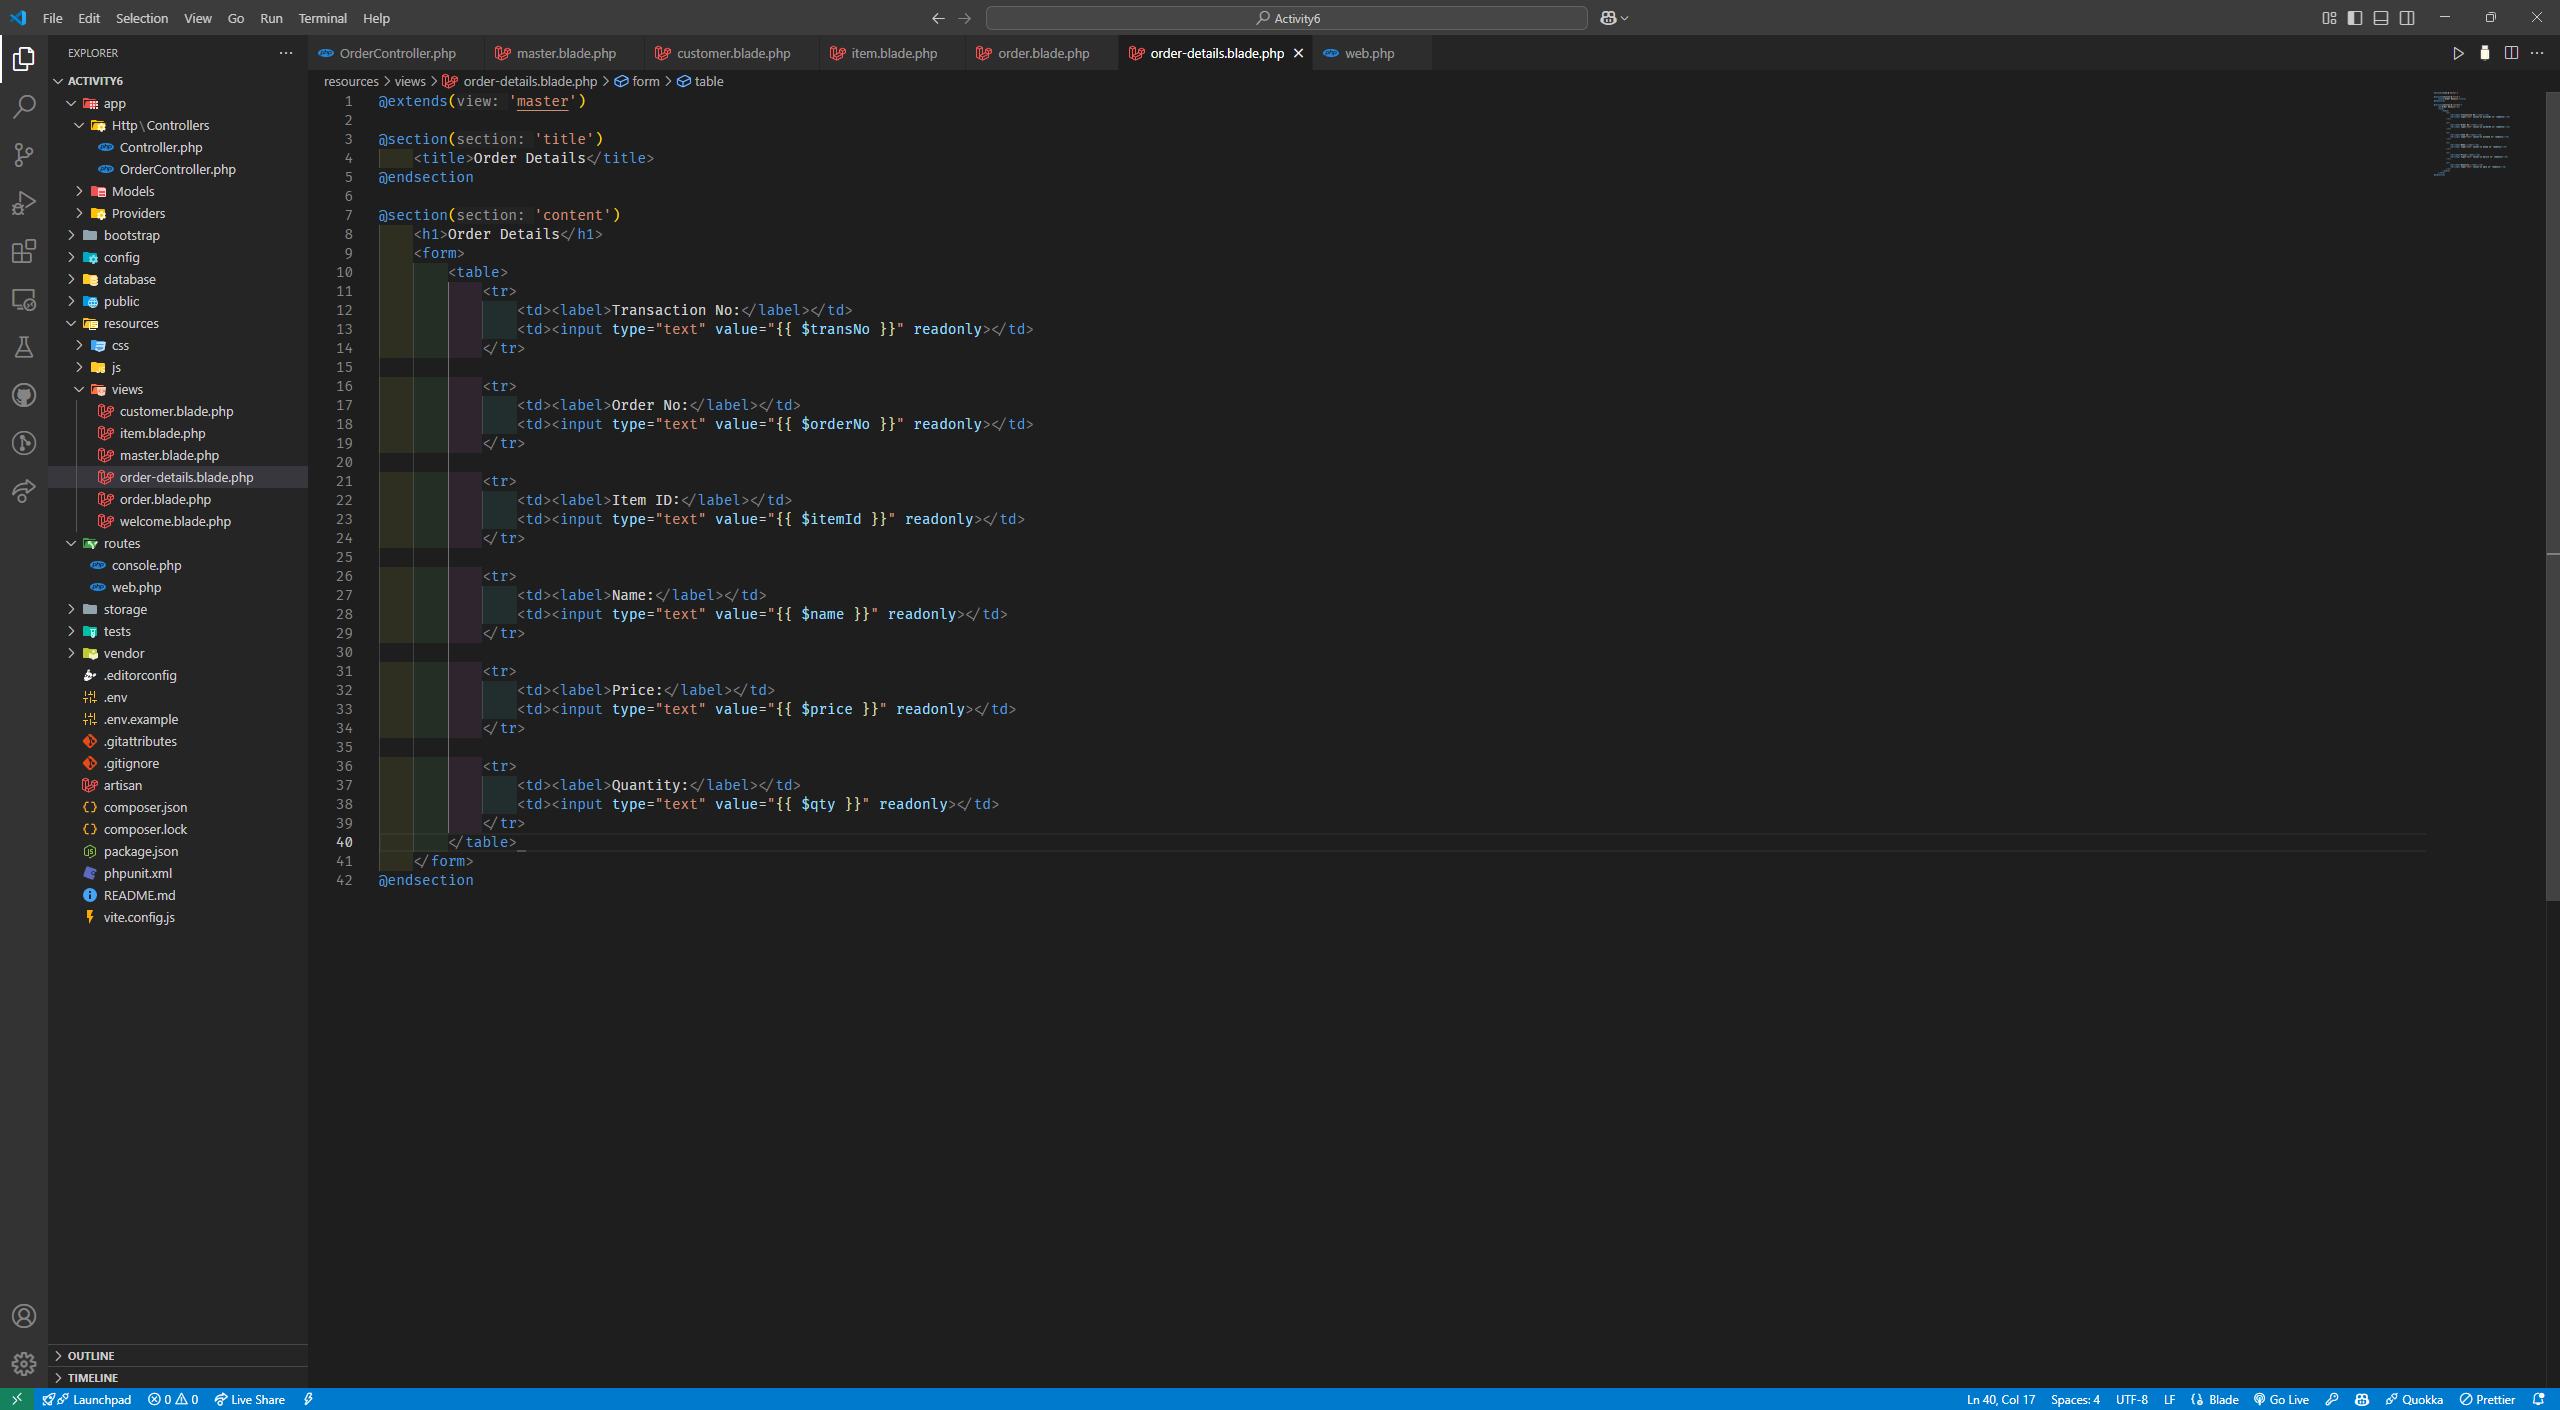 File Edit Selection View Go Run Terminal Help
Activity6
EXPLORER
OrderController.php master.blade.php customer.blade.php item.blade.php order.blade.php order-details.blade.php web.php
resources > views > order-details.blade.php > form > table
ACTIVITY6
app
Http\Controllers
Controller.php
OrderController.php
Models
Providers
bootstrap
config
database
public
resources
css
js
views
customer.blade.php
item.blade.php
master.blade.php
order-details.blade.php
order.blade.php
welcome.blade.php
routes
console.php
web.php
storage
tests
vendor
.editorconfig
.env
.env.example
.gitattributes
.gitignore
artisan
composer.json
composer.lock
package.json
phpunit.xml
README.md
vite.config.js
OUTLINE
TIMELINE
1 @extends(view: 'master')
2
3 @section(section: 'title')
4 <title>Order Details</title>
5 @endsection
6
7 @section(section: 'content')
8 <h1>Order Details</h1>
9 <form>
10 <table>
11 <tr>
12 <td><label>Transaction No:</label></td>
13 <td><input type="text" value="{{ $transNo }}" readonly></td>
14 </tr>
15
16 <tr>
17 <td><label>Order No:</label></td>
18 <td><input type="text" value="{{ $orderNo }}" readonly></td>
19 </tr>
20
21 <tr>
22 <td><label>Item ID:</label></td>
23 <td><input type="text" value="{{ $itemId }}" readonly></td>
24 </tr>
25
26 <tr>
27 <td><label>Name:</label></td>
28 <td><input type="text" value="{{ $name }}" readonly></td>
29 </tr>
30
31 <tr>
32 <td><label>Price:</label></td>
33 <td><input type="text" value="{{ $price }}" readonly></td>
34 </tr>
35
36 <tr>
37 <td><label>Quantity:</label></td>
38 <td><input type="text" value="{{ $qty }}" readonly></td>
39 </tr>
40 </table>
41 </form>
42 @endsection
Launchpad 0 0 Live Share Ln 40, Col 17 Spaces: 4 UTF-8 LF Blade Go Live Quokka Prettier